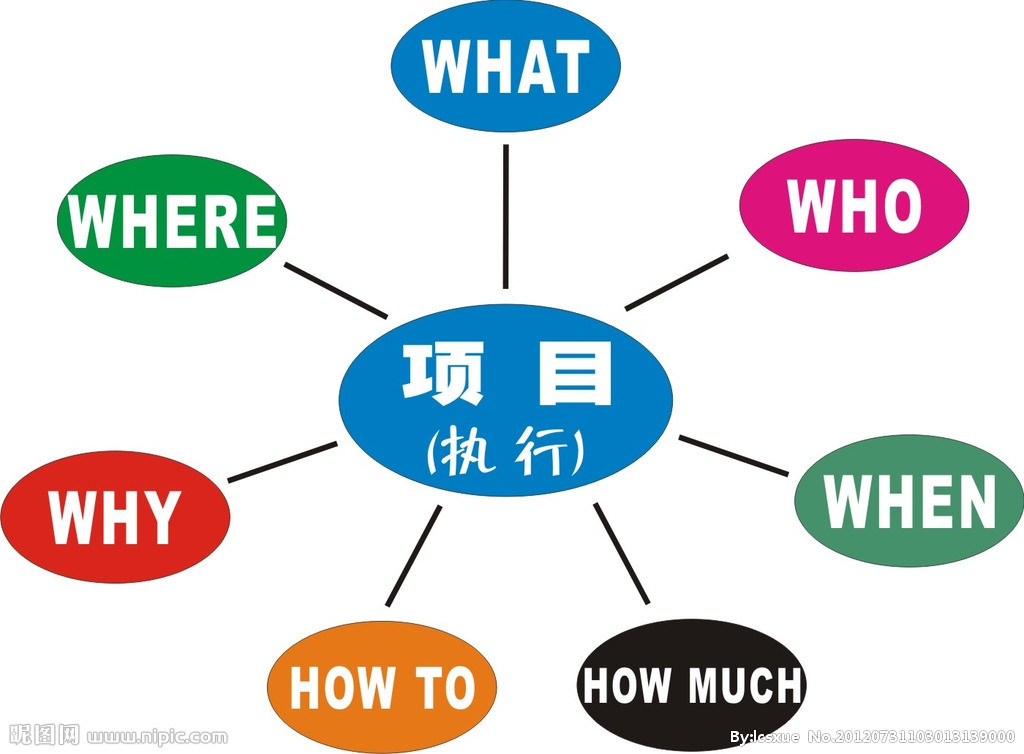 WHAT
WHERE
WHO
项 目
(执 行)
WHY
WHEN
HOW TO
HOW MUCH
昵图网 www.nipic.com
By:lcsxue No.20120731103013139000